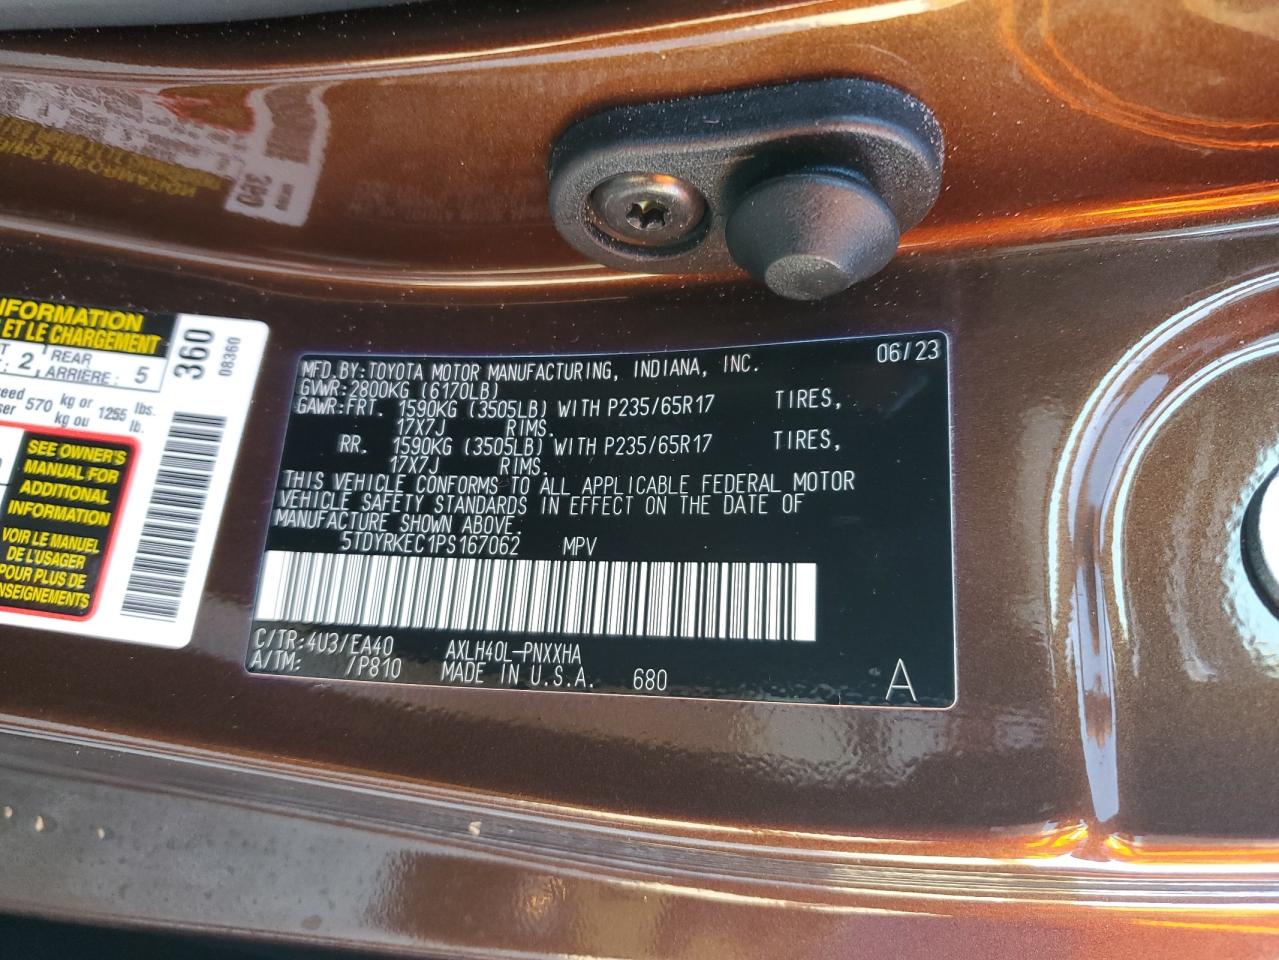 INFORMATION
ET LE CHARGEMENT
2 REAR
ARRIÈRE: 5
570 kg or 1255 lbs.
kg ou lb.
SEE OWNER'S
MANUAL FOR
ADDITIONAL
INFORMATION
VOIR LE MANUEL
DE L'USAGER
POUR PLUS DE
360
08360
MFD.BY:TOYOTA MOTOR MANUFACTURING, INDIANA, INC. 06/23
GVWR:2800KG (6170LB)
GAWR:FRT. 1590KG (3505LB) WITH P235/65R17 TIRES,
17X7J RIMS.
RR. 1590KG (3505LB) WITH P235/65R17 TIRES,
17X7J RIMS.
THIS VEHICLE CONFORMS TO ALL APPLICABLE FEDERAL MOTOR
VEHICLE SAFETY STANDARDS IN EFFECT ON THE DATE OF
MANUFACTURE SHOWN ABOVE.
5TDYRKEC1PS167062 MPV
C/TR:4U3/EA40 AXLH40L-PNXXHA
A/TM: /P810 MADE IN U.S.A. 680 A